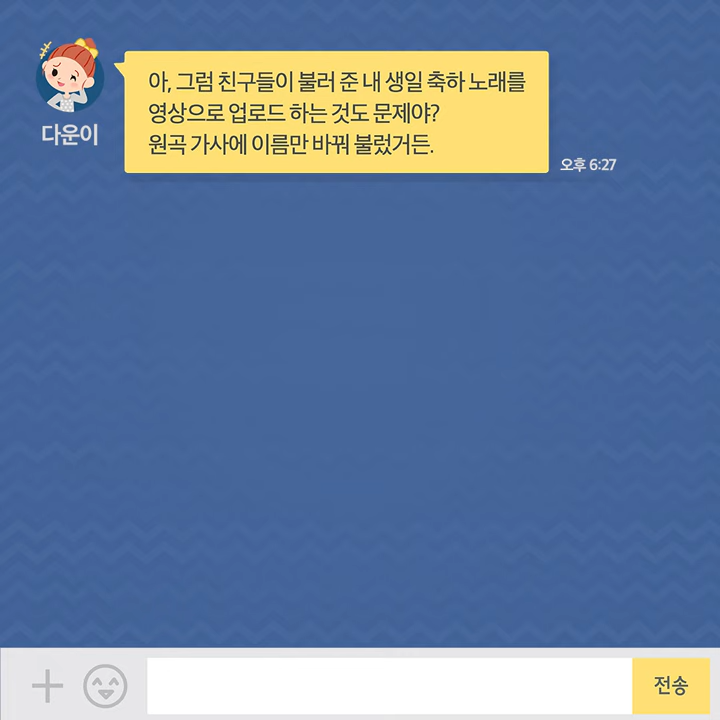 아, 그럼 친구들이 불러 준 내 생일 축하 노래를
영상으로 업로드 하는 것도 문제야?
원곡 가사에 이름만 바꿔 불렀거든.
다운이
오후 6:27
전송